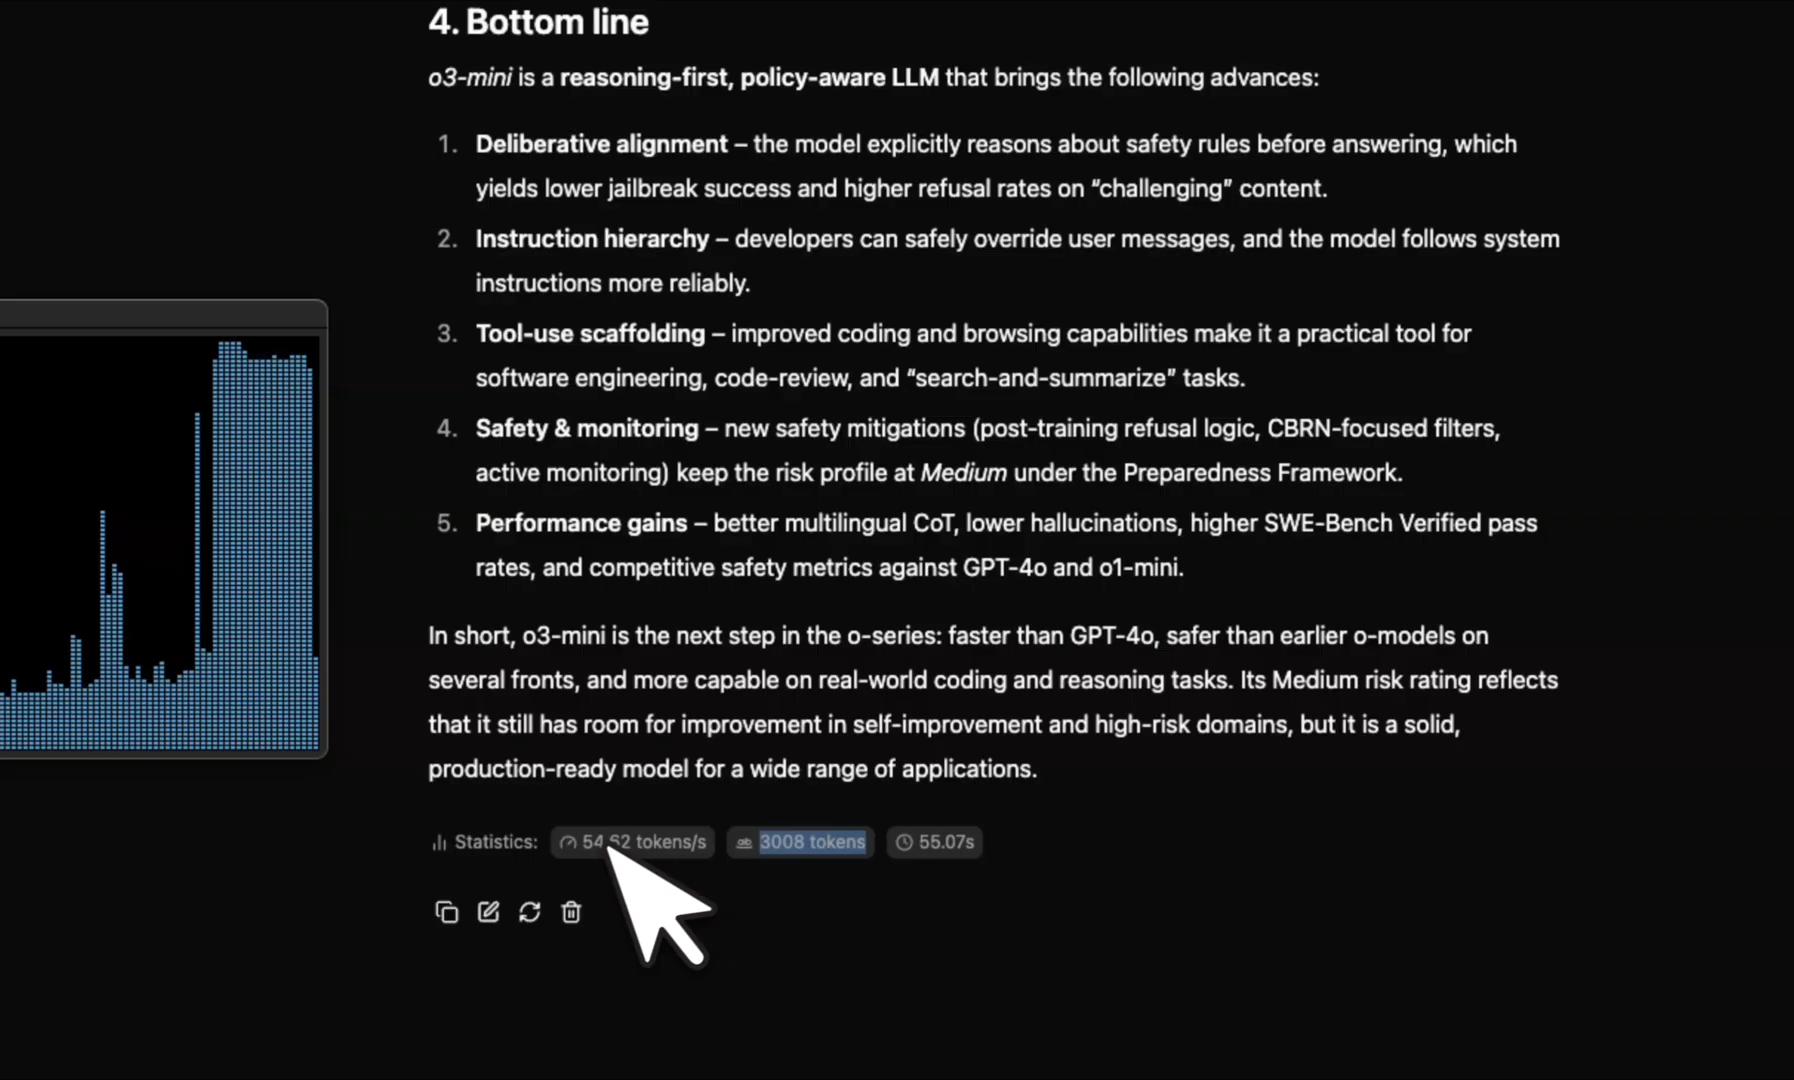 4. Bottom line
o3-mini is a reasoning-first, policy-aware LLM that brings the following advances:
1. Deliberative alignment – the model explicitly reasons about safety rules before answering, which
yields lower jailbreak success and higher refusal rates on “challenging” content.
2. Instruction hierarchy – developers can safely override user messages, and the model follows system
instructions more reliably.
3. Tool-use scaffolding – improved coding and browsing capabilities make it a practical tool for
software engineering, code-review, and “search-and-summarize” tasks.
4. Safety & monitoring – new safety mitigations (post-training refusal logic, CBRN-focused filters,
active monitoring) keep the risk profile at Medium under the Preparedness Framework.
5. Performance gains – better multilingual CoT, lower hallucinations, higher SWE-Bench Verified pass
rates, and competitive safety metrics against GPT-4o and o1-mini.
In short, o3-mini is the next step in the o-series: faster than GPT-4o, safer than earlier o-models on
several fronts, and more capable on real-world coding and reasoning tasks. Its Medium risk rating reflects
that it still has room for improvement in self-improvement and high-risk domains, but it is a solid,
production-ready model for a wide range of applications.
Statistics: 54.62 tokens/s 3008 tokens 55.07s